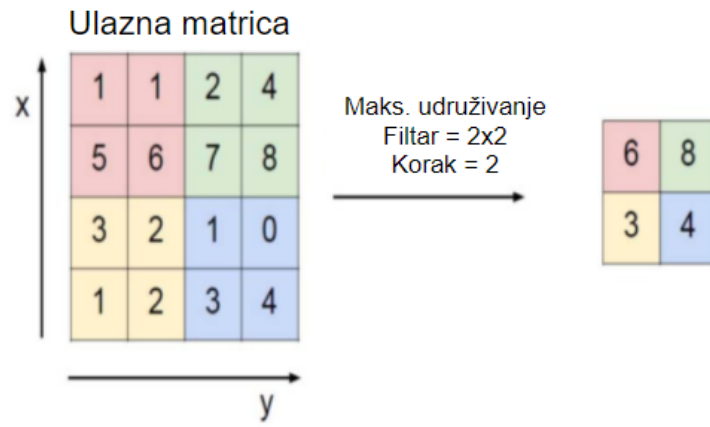 Ulazna matrica
x
1 1 2 4
5 6 7 8
3 2 1 0
1 2 3 4
y
Maks. udruživanje
Filtar = 2x2
Korak = 2
6 8
3 4